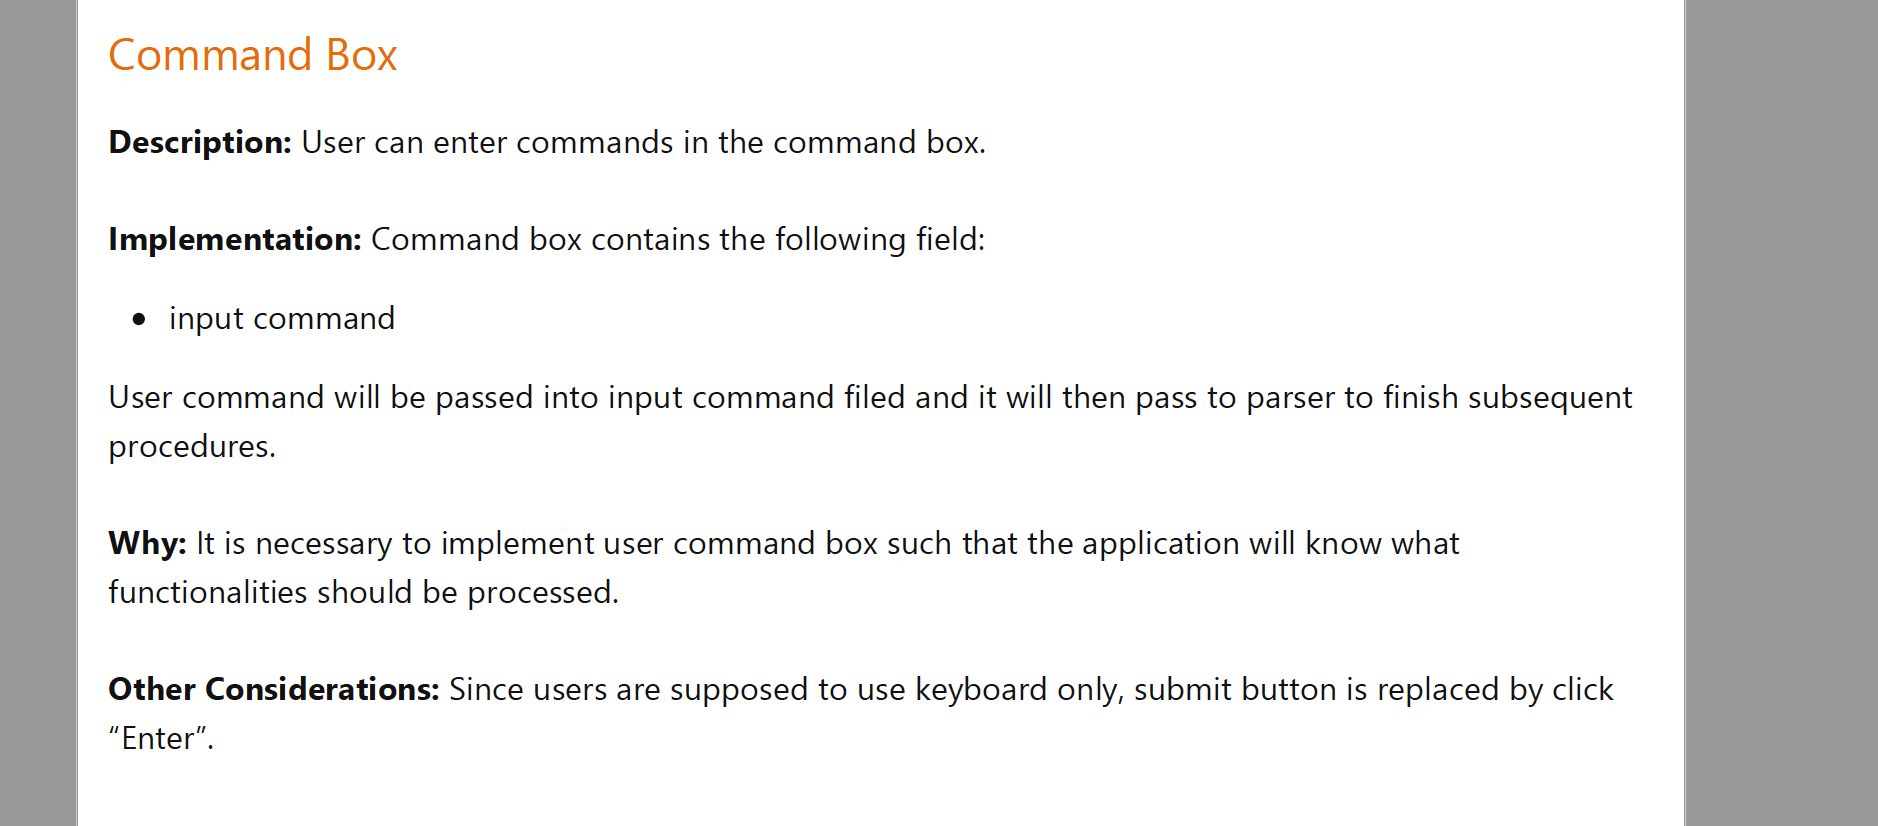 Command Box
Description: User can enter commands in the command box.
Implementation: Command box contains the following field:
• input command
User command will be passed into input command filed and it will then pass to parser to finish subsequent
procedures.
Why: It is necessary to implement user command box such that the application will know what
functionalities should be processed.
Other Considerations: Since users are supposed to use keyboard only, submit button is replaced by click
“Enter”.